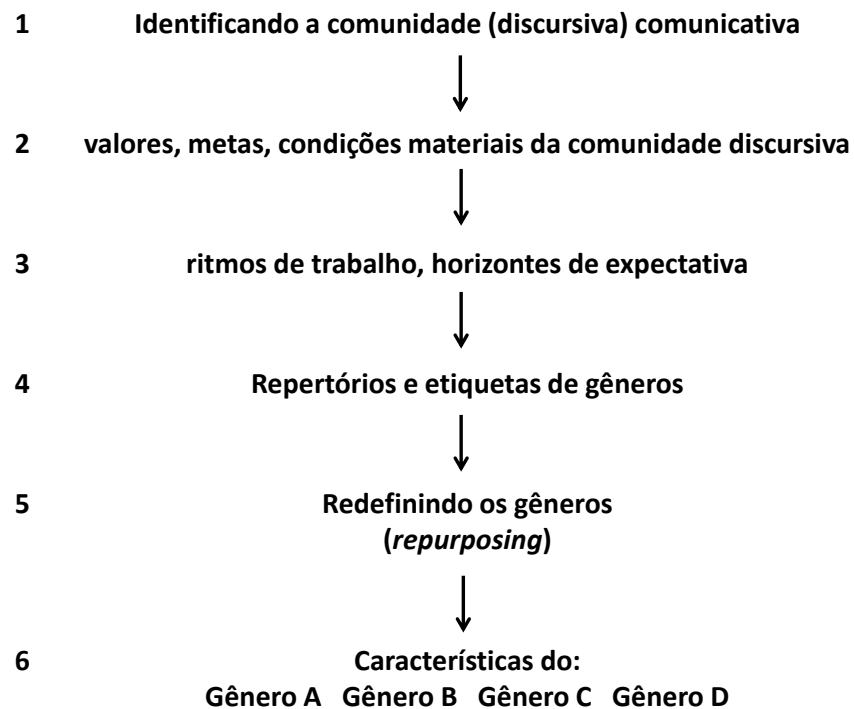 1 Identificando a comunidade (discursiva) comunicativa
2 valores, metas, condições materiais da comunidade discursiva
3 ritmos de trabalho, horizontes de expectativa
4 Repertórios e etiquetas de gêneros
5 Redefinindo os gêneros
(repurposing)
6 Características do:
Gênero A Gênero B Gênero C Gênero D